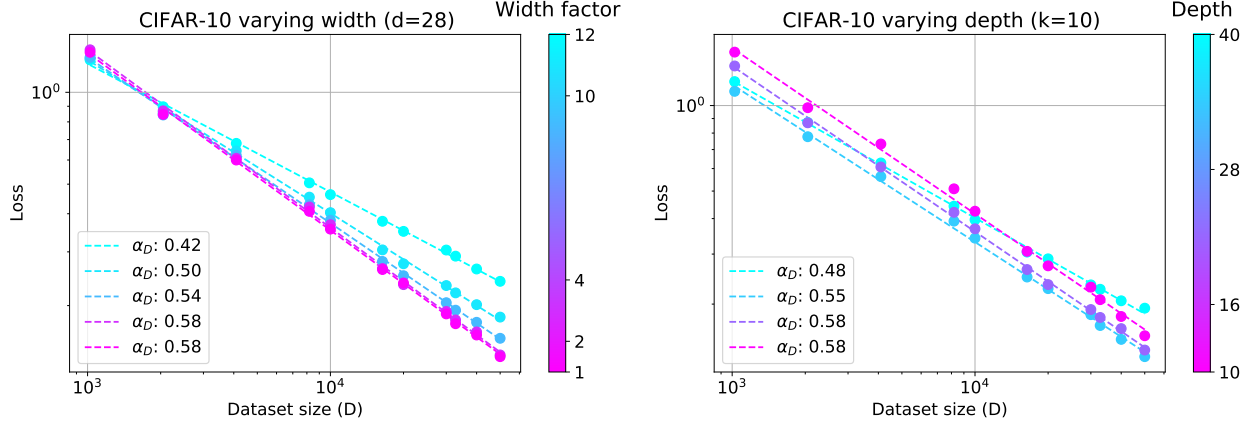 CIFAR-10 varying width (d=28)
Width factor
10⁰
Loss
α_D: 0.42
α_D: 0.50
α_D: 0.54
α_D: 0.58
α_D: 0.58
10³
10⁴
Dataset size (D)
12
10
4
2
1
CIFAR-10 varying depth (k=10)
Depth
10⁰
Loss
α_D: 0.48
α_D: 0.55
α_D: 0.58
α_D: 0.58
10³
10⁴
Dataset size (D)
40
28
16
10